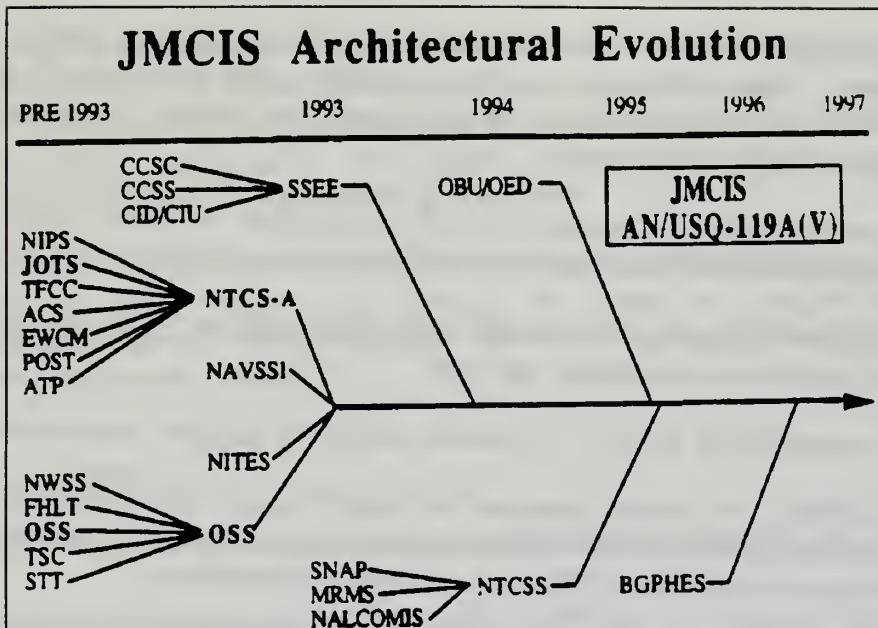 JMCIS Architectural Evolution
PRE 1993 1993 1994 1995 1996 1997
CCSC
CCSS
CID/CIU
SSEE
OBU/OED
JMCIS
AN/USQ-119A(V)
NIPS
JOTS
TFCC
ACS
EWCM
POST
ATP
NTCS-A
NAVSSI
NITES
NWSS
FHLT
OSS
TSC
STT
OSS
SNAP
MRMS
NALCOMIS
NTCSS
BGPHES